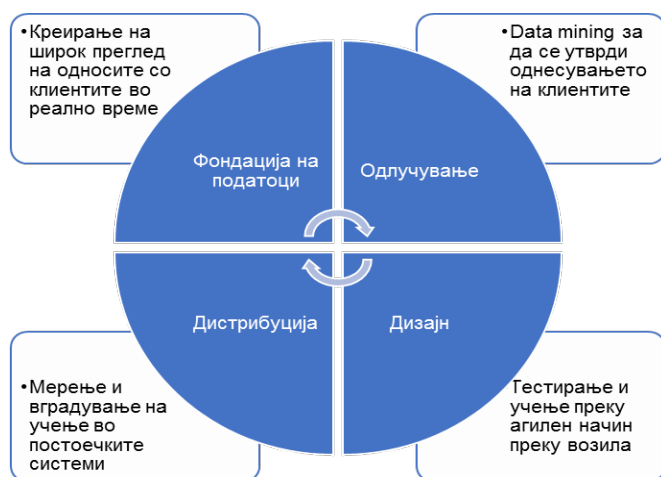 •Креирање на
широк преглед
на односите со
клиентите во
реално време
•Data mining за
да се утврди
однесувањето
на клиентите
Фондација на
податоци
Одлучување
Дистрибуција
Дизајн
•Мерење и
вградување на
учење во
постоечките
системи
Тестирање и
учење преку
агилен начин
преку возила